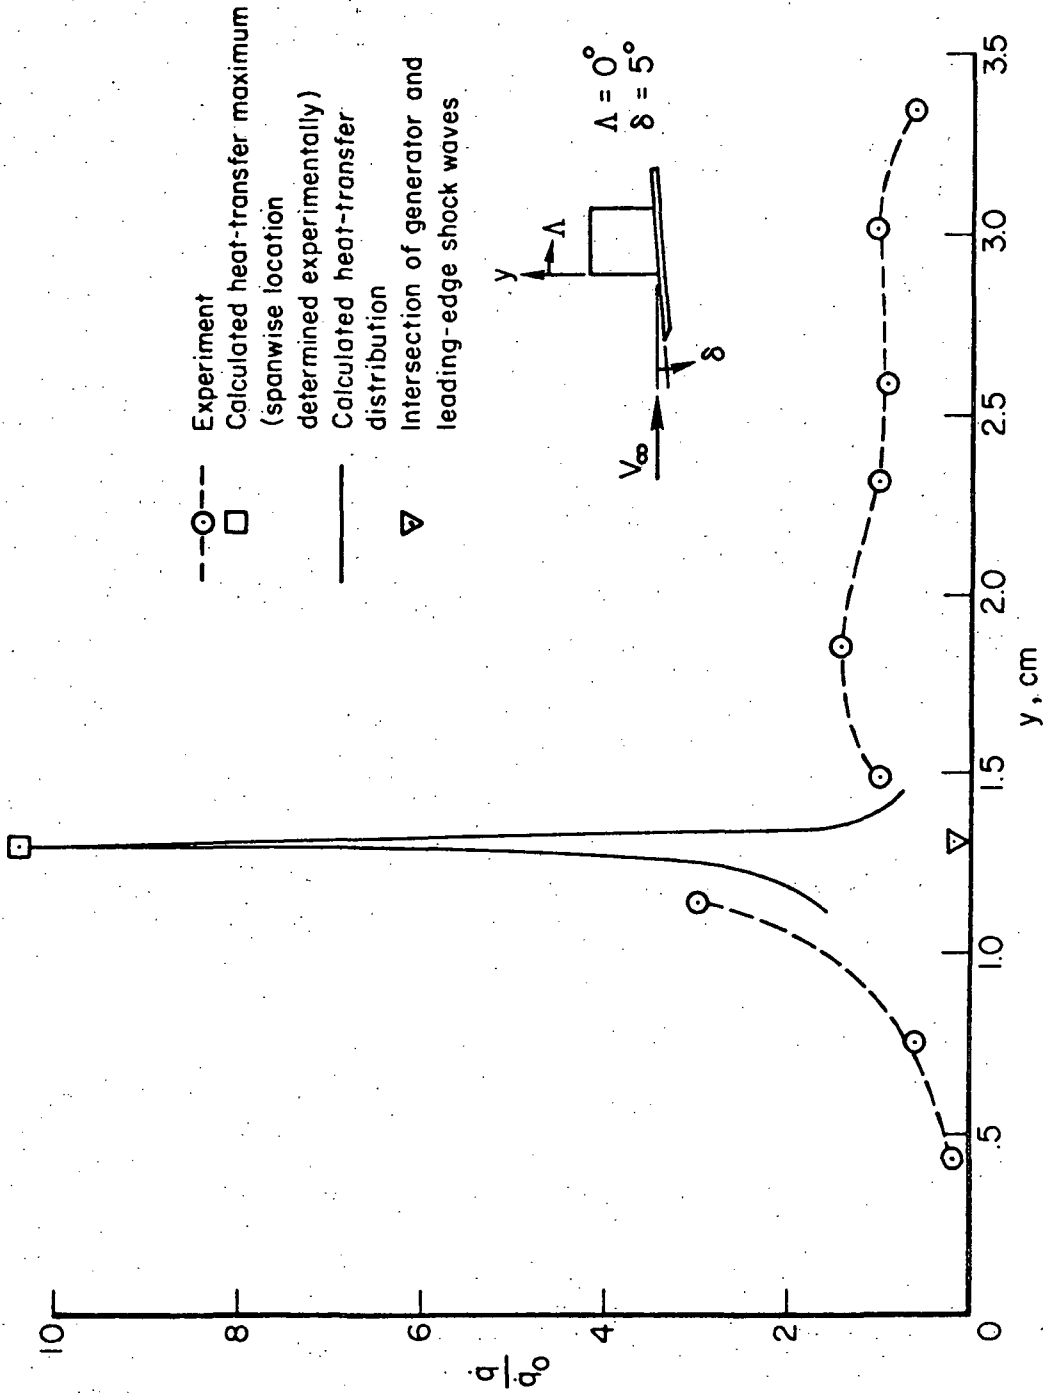 Experiment
Calculated heat-transfer maximum
(spanwise location
determined experimentally)
Calculated heat-transfer
distribution
Intersection of generator and
leading-edge shock waves
Λ = 0°
δ = 5°
y
Λ
V∞
δ
10
8
6
4
2
0
q̇/q̇₀
.5
1.0
1.5
2.0
2.5
3.0
3.5
y, cm